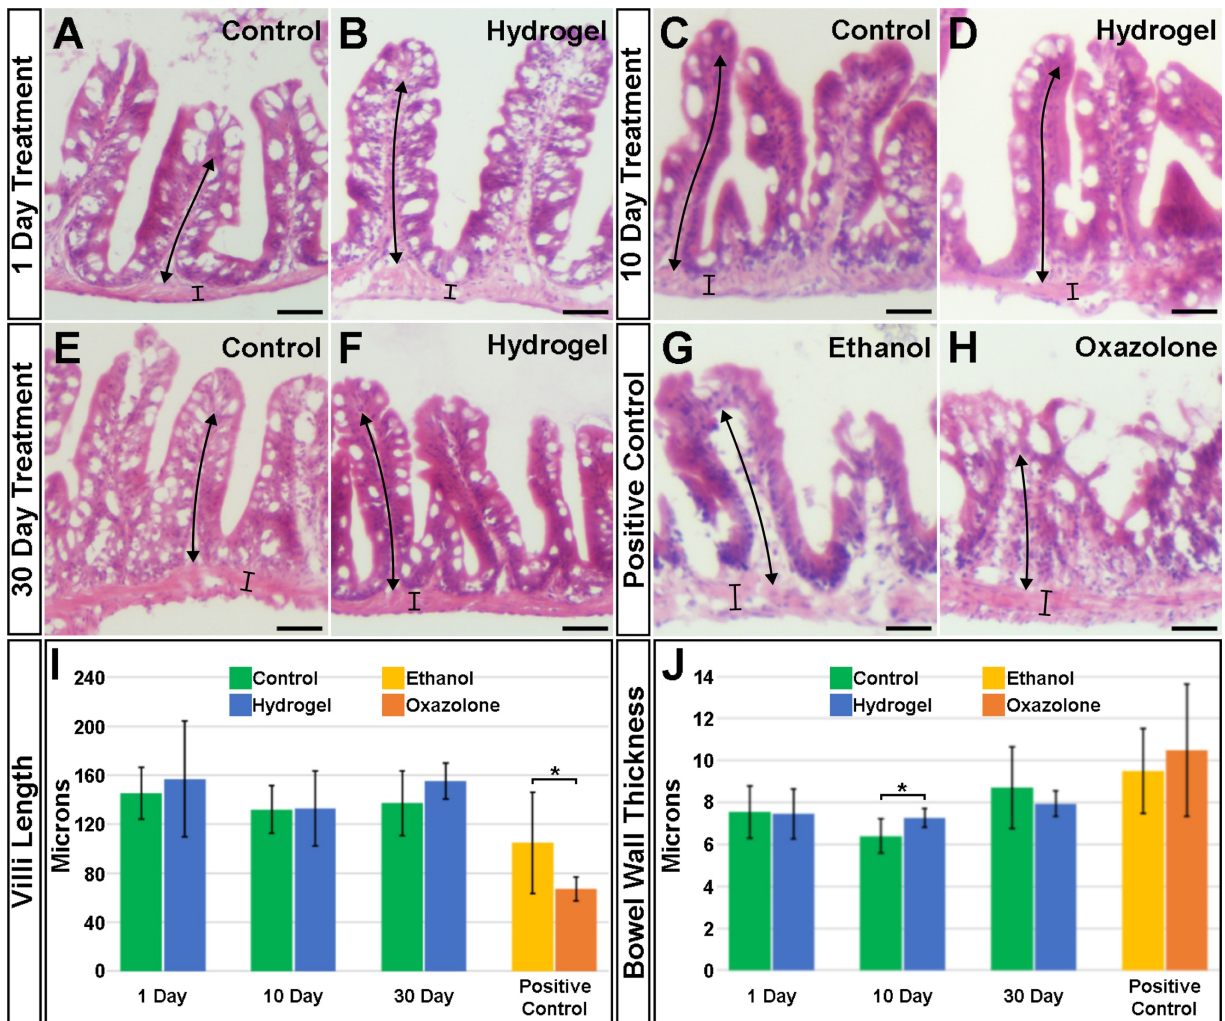 1 Day Treatment
A
Control
B
Hydrogel
10 Day Treatment
C
Control
D
Hydrogel
30 Day Treatment
E
Control
F
Hydrogel
Positive Control
G
Ethanol
H
Oxazolone
Villi Length
I
Control
Ethanol
Hydrogel
Oxazolone
Microns
240
200
160
120
80
40
0
*
1 Day
10 Day
30 Day
Positive
Control
Bowel Wall Thickness
J
Control
Ethanol
Hydrogel
Oxazolone
Microns
14
12
10
8
6
4
2
0
*
1 Day
10 Day
30 Day
Positive
Control